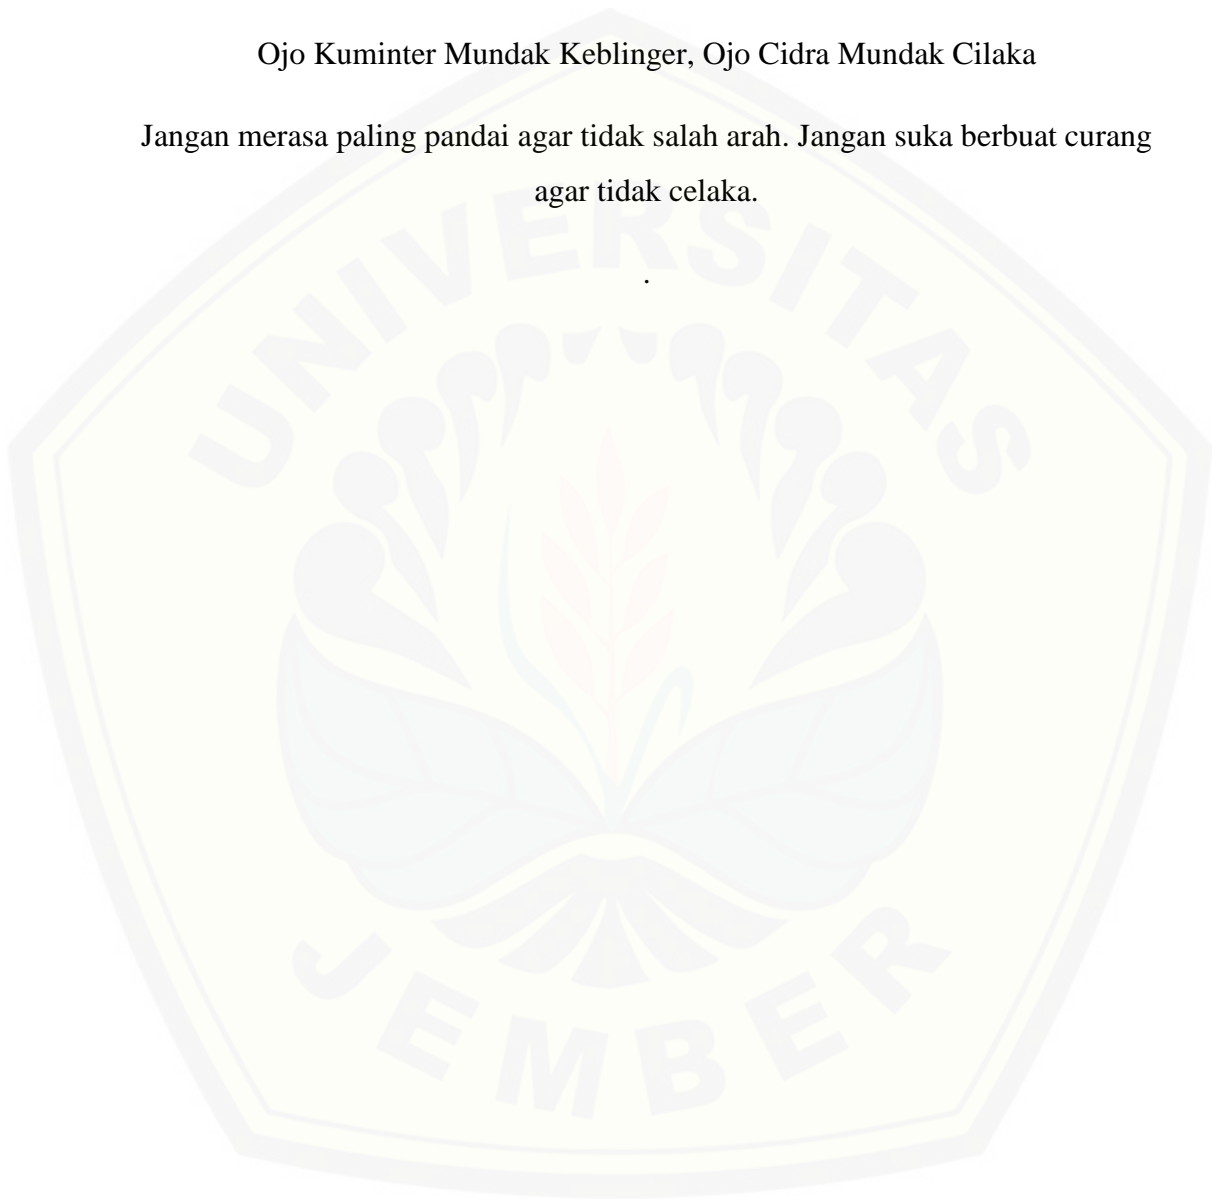 Ojo Kuminter Mundak Keblinger, Ojo Cidra Mundak Cilaka
Jangan merasa paling pandai agar tidak salah arah. Jangan suka berbuat curang
agar tidak celaka.
.
UNIVERSITAS
JEMBER